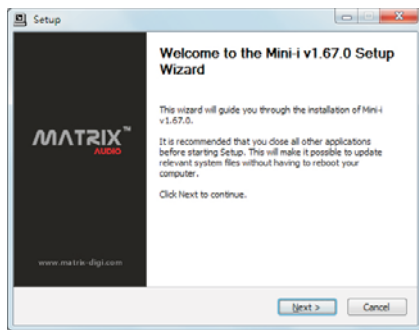 Setup
Welcome to the Mini-i v1.67.0 Setup
Wizard
This wizard will guide you through the installation of Mini-i
v1.67.0.
It is recommended that you close all other applications
before starting Setup. This will make it possible to update
relevant system files without having to reboot your
computer.
Click Next to continue.
MATRIX™
AUDIO
www.matrix-digi.com
Next >
Cancel